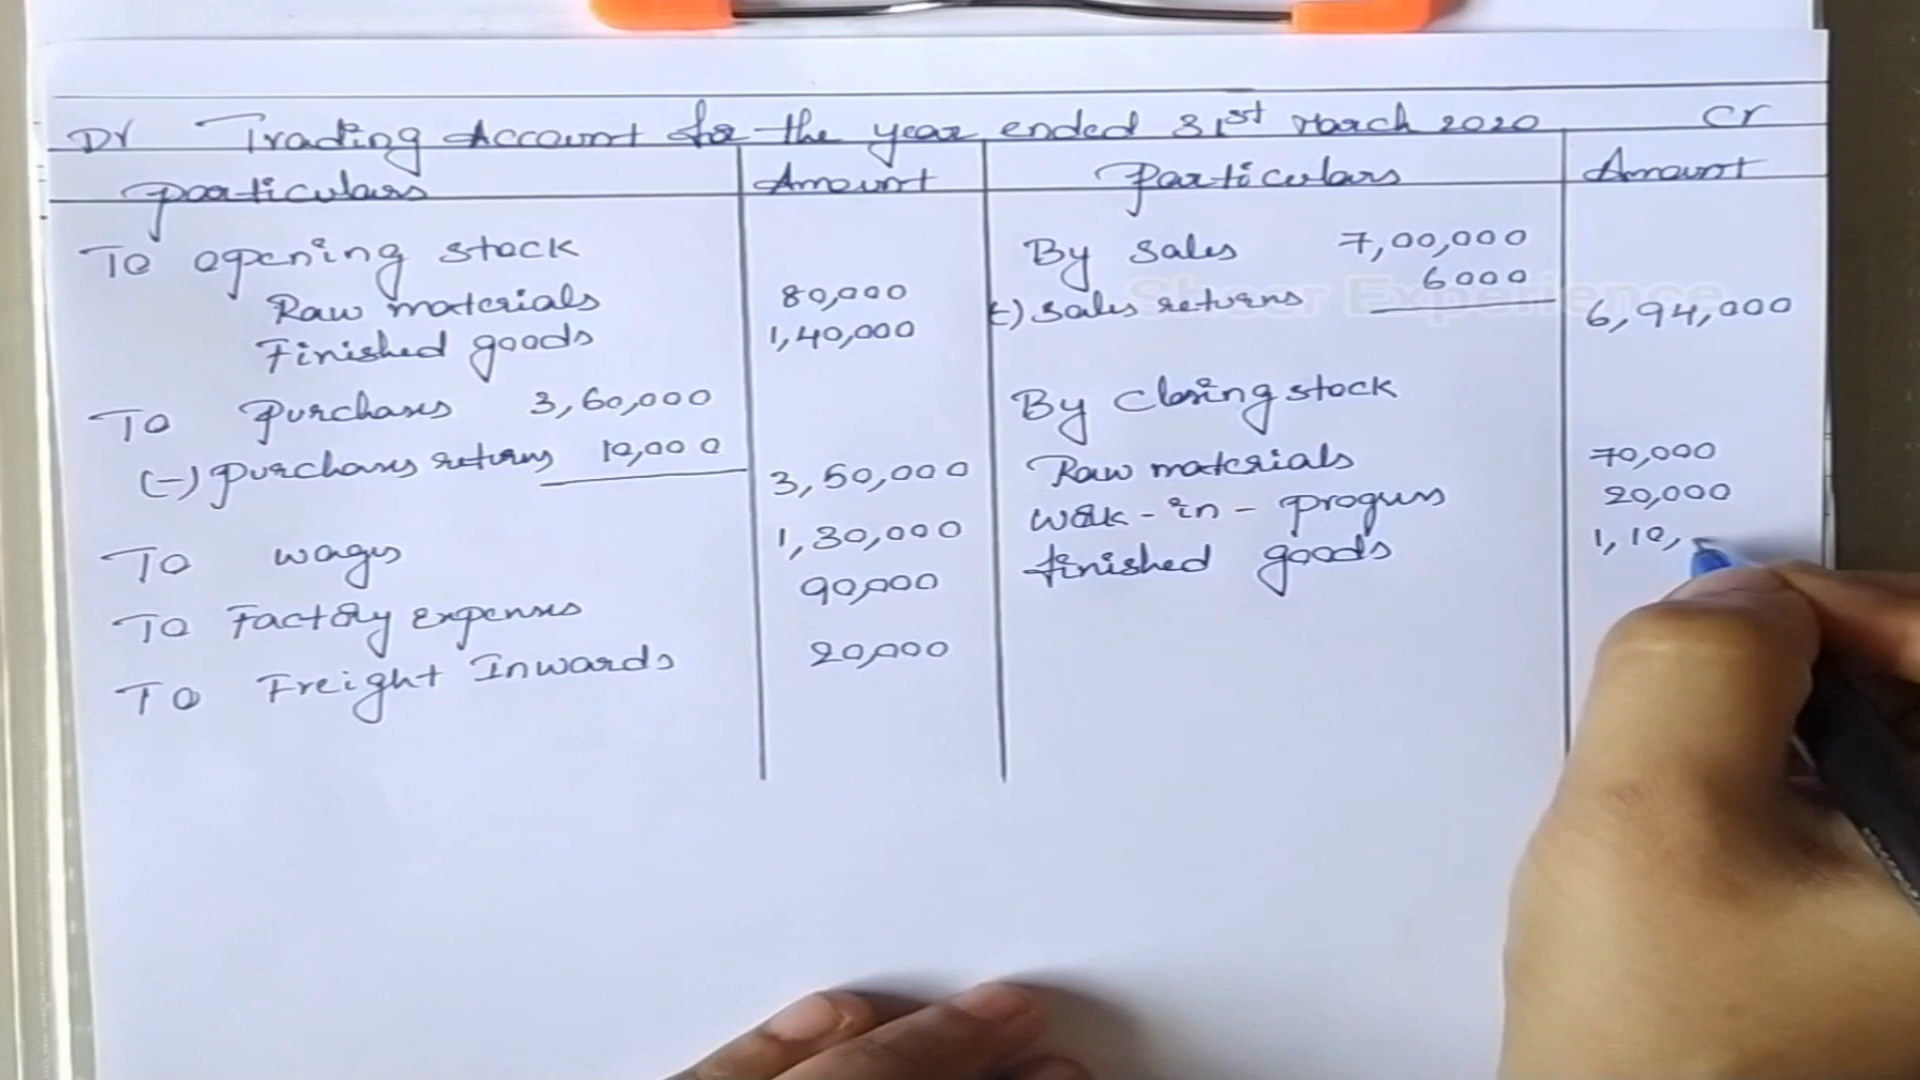 Dr Trading Account for the year ended 31st March 2020 Cr
Particulars Amount Particulars Amount
To opening stock
Raw materials 80,000
Finished goods 1,40,000
To Purchases 3,60,000
(-) Purchases returns 10,000 3,50,000
To wages 1,30,000
To Factory expenses 90,000
To Freight Inwards 20,000
By Sales 7,00,000
(-) Sales returns 6000 6,94,000
By Closing stock
Raw materials 70,000
Work-in-progress 20,000
finished goods 1,10,
Sheer Experience